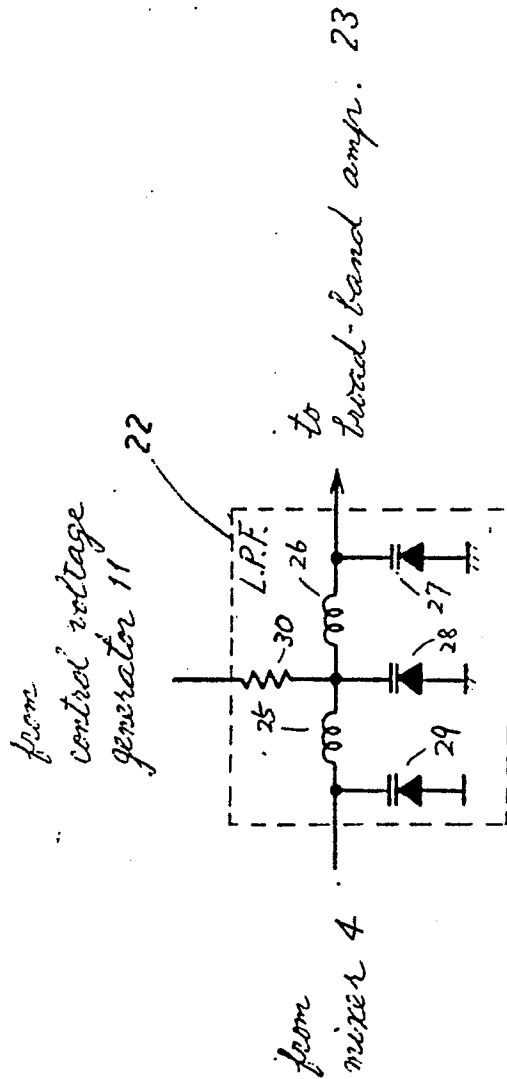 from
control voltage
generator 11
22
L.P.F.
30
25
26
from
mixer 4
to
broad-band amp. 23
29
28
27